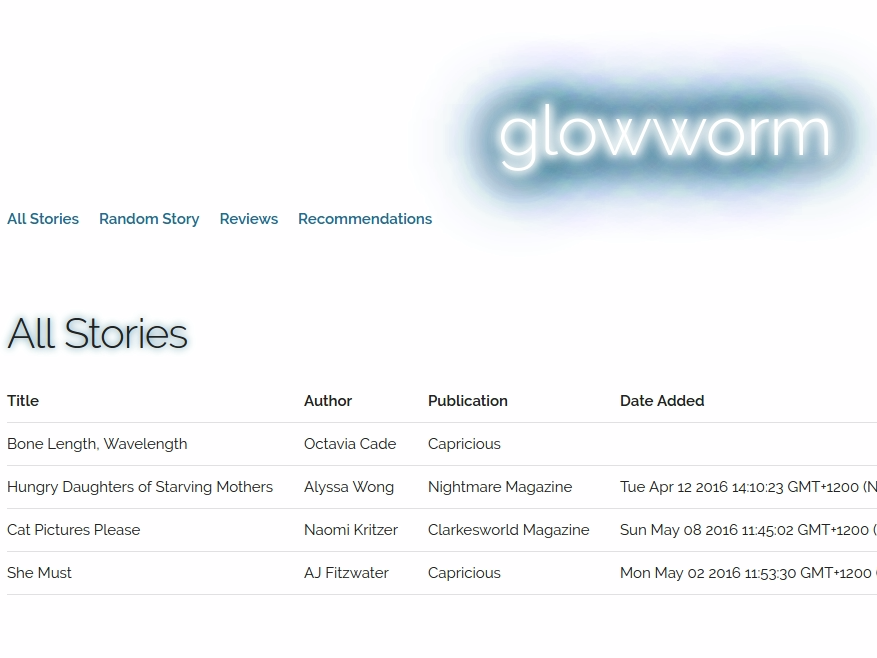 glowworm
All Stories Random Story Reviews Recommendations
All Stories
Title Author Publication Date Added
Bone Length, Wavelength Octavia Cade Capricious
Hungry Daughters of Starving Mothers Alyssa Wong Nightmare Magazine Tue Apr 12 2016 14:10:23 GMT+1200 (N
Cat Pictures Please Naomi Kritzer Clarkesworld Magazine Sun May 08 2016 11:45:02 GMT+1200 (
She Must AJ Fitzwater Capricious Mon May 02 2016 11:53:30 GMT+1200